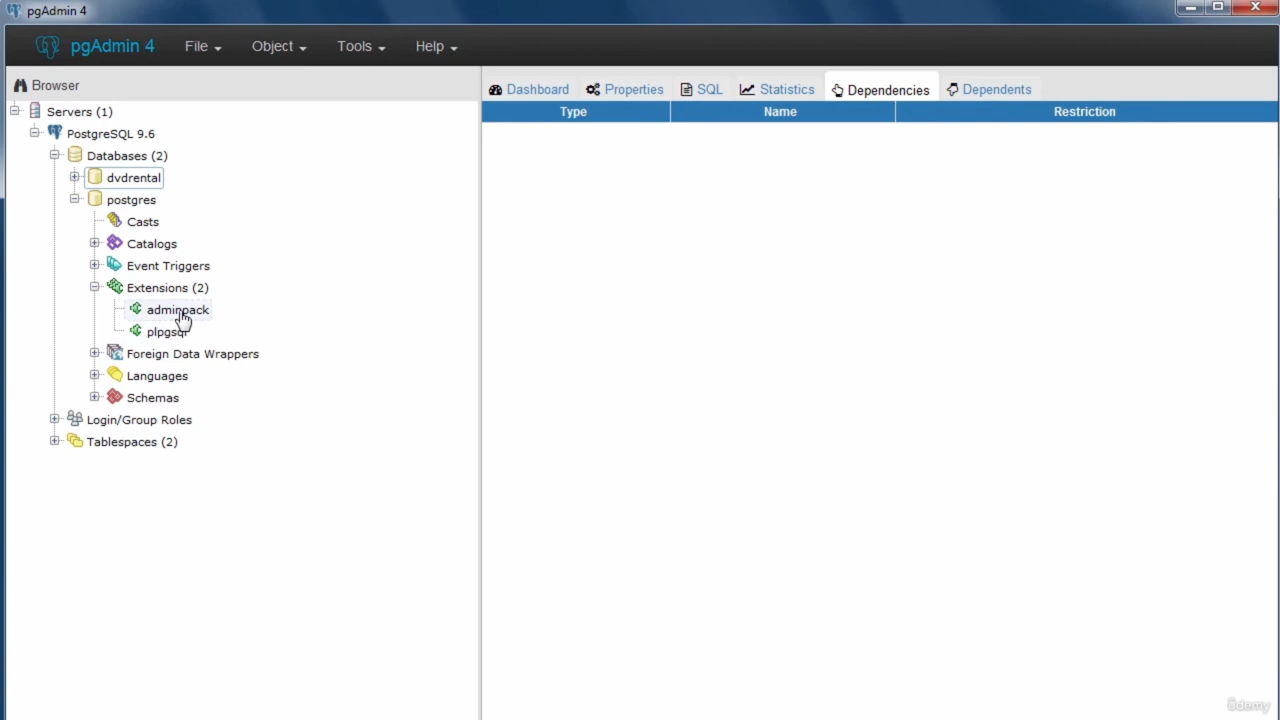 pgAdmin 4
pgAdmin 4 File Object Tools Help
Browser
Dashboard Properties SQL Statistics Dependencies Dependents
Type Name Restriction
Servers (1)
PostgreSQL 9.6
Databases (2)
dvdrental
postgres
Casts
Catalogs
Event Triggers
Extensions (2)
adminpack
plpgsql
Foreign Data Wrappers
Languages
Schemas
Login/Group Roles
Tablespaces (2)
Udemy